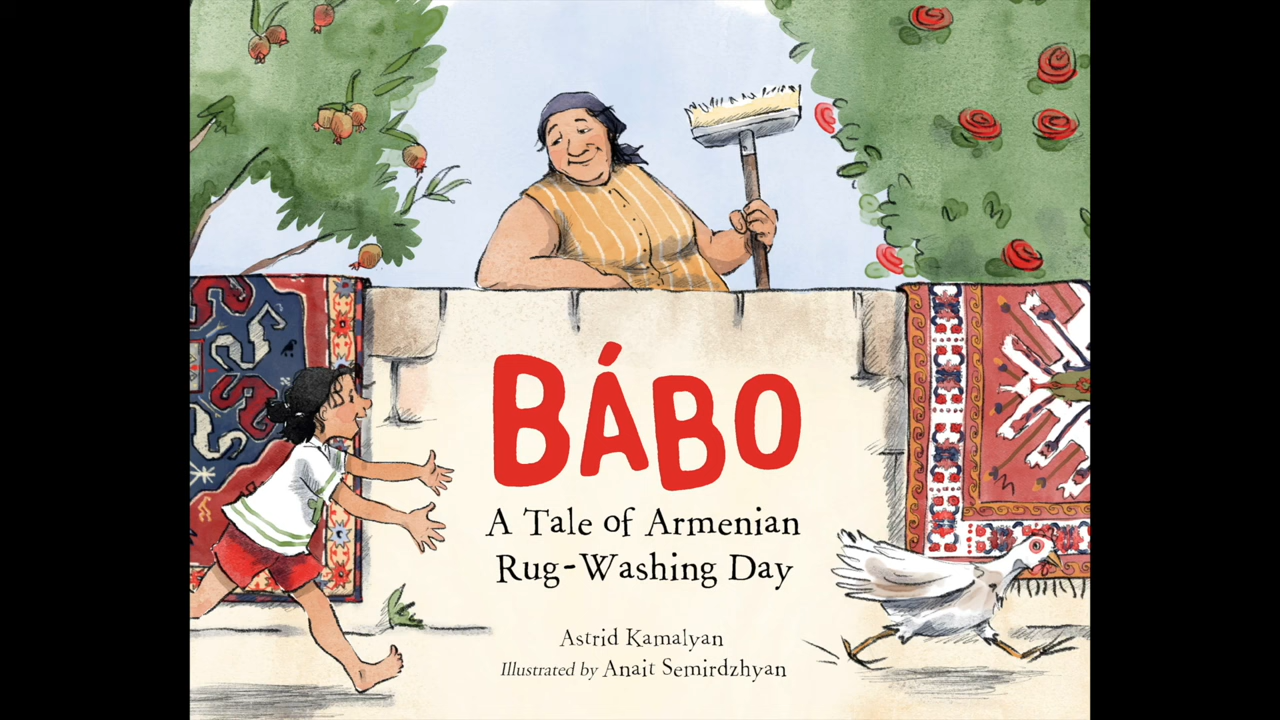 BÁBO
A Tale of Armenian
Rug-Washing Day
Astrid Kamalyan
Illustrated by Anait Semirdzhyan